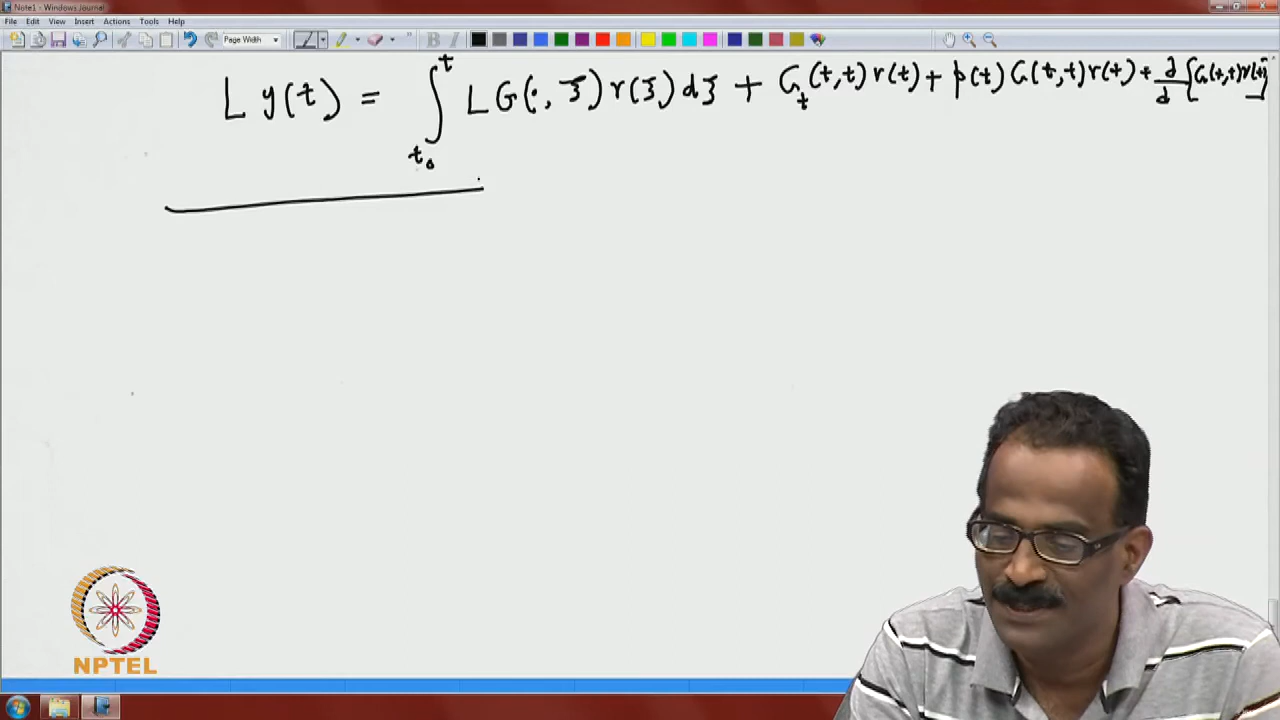 Note1 - Windows Journal
File Edit View Insert Actions Tools Help
Page Width
B I
L y(t) = ∫_{t₀}^{t} L G(·, ξ) r(ξ) dξ + G_t(t,t) r(t) + p(t) G(t,t) r(t) + d/d {G(t,t) r(t)}
NPTEL